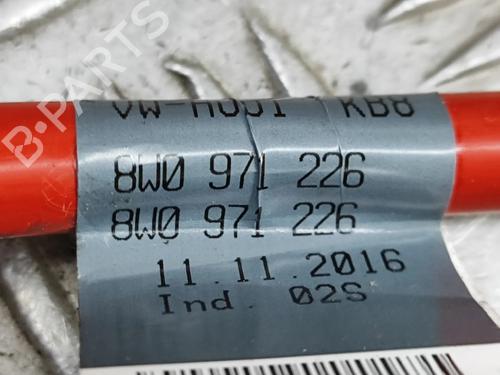 B-PARTS
VW-AUDI KB8
8W0 971 226
8W0 971 226
11.11.2016
Ind. 02S